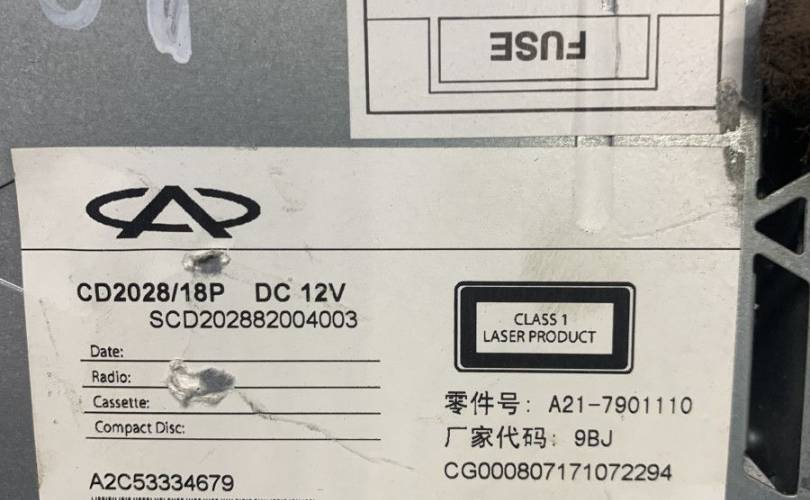 FUSE
CD2028/18P DC 12V
SCD202882004003
Date:
Radio:
Cassette:
Compact Disc:
A2C53334679
CLASS 1
LASER PRODUCT
零件号: A21-7901110
厂家代码: 9BJ
CG000807171072294